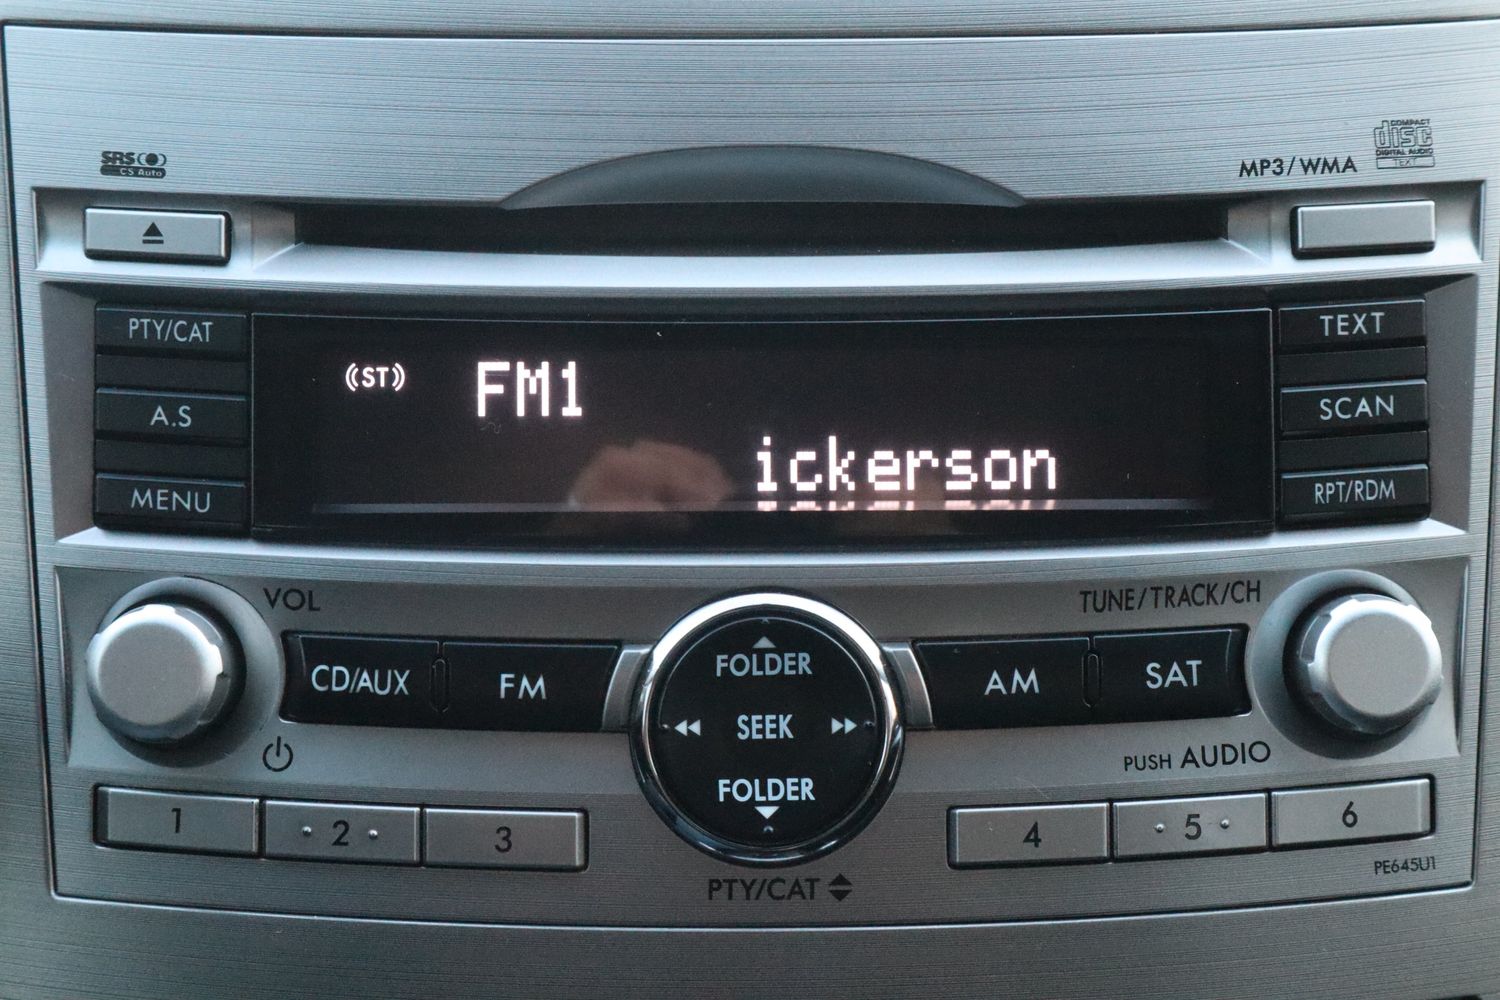 SRS
CS Auto
MP3/WMA
COMPACT
disc
DIGITAL AUDIO
TEXT
PTY/CAT
A.S
MENU
(ST) FM1
ickerson
TEXT
SCAN
RPT/RDM
VOL
TUNE/TRACK/CH
CD/AUX
FM
FOLDER
SEEK
FOLDER
AM
SAT
PUSH AUDIO
1
2
3
4
5
6
PTY/CAT
PE645U1